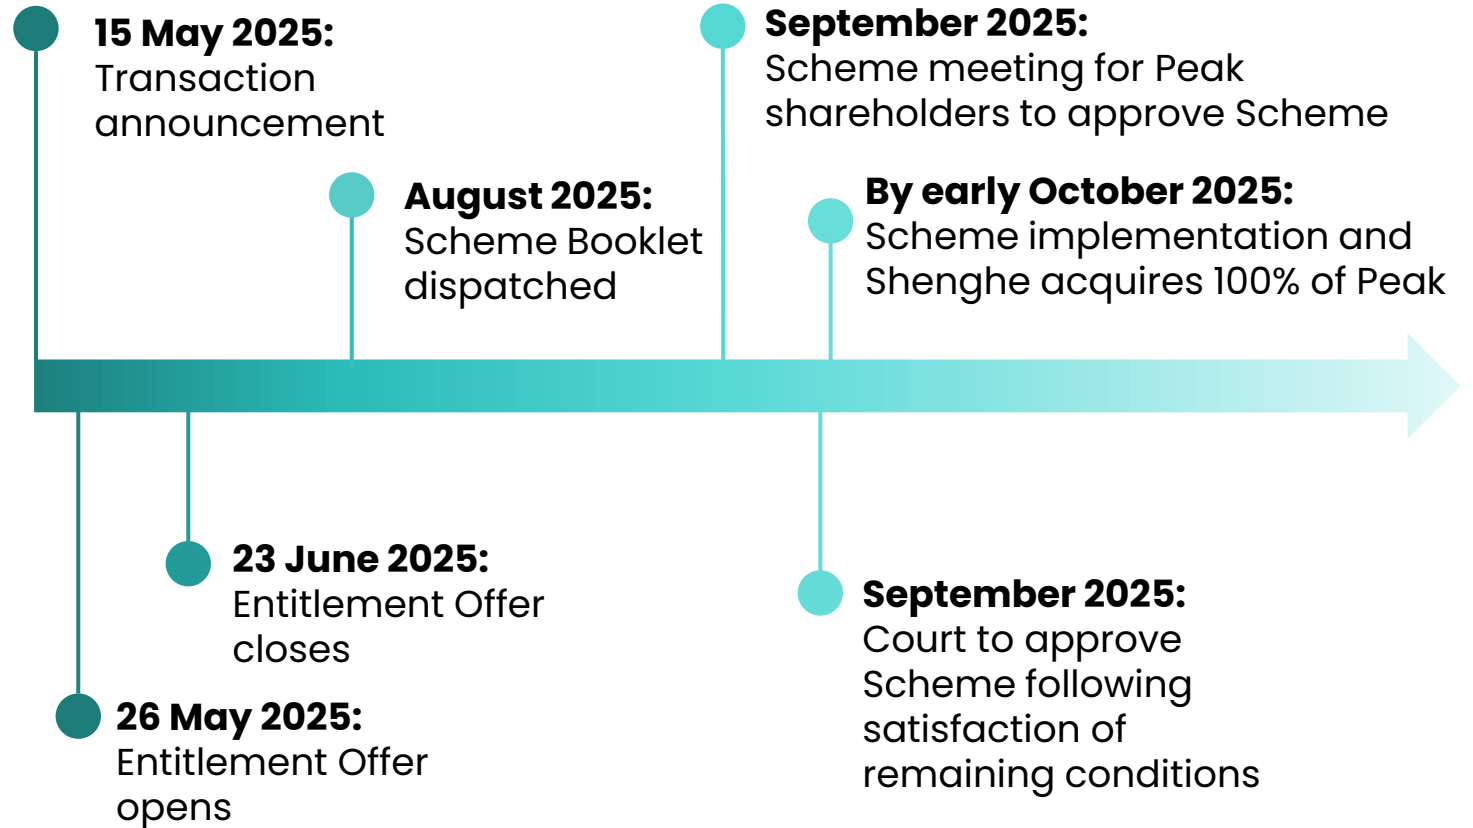 15 May 2025:
Transaction
announcement
September 2025:
Scheme meeting for Peak
shareholders to approve Scheme
August 2025:
Scheme Booklet
dispatched
By early October 2025:
Scheme implementation and
Shenghe acquires 100% of Peak
23 June 2025:
Entitlement Offer
closes
September 2025:
Court to approve
Scheme following
satisfaction of
remaining conditions
26 May 2025:
Entitlement Offer
opens